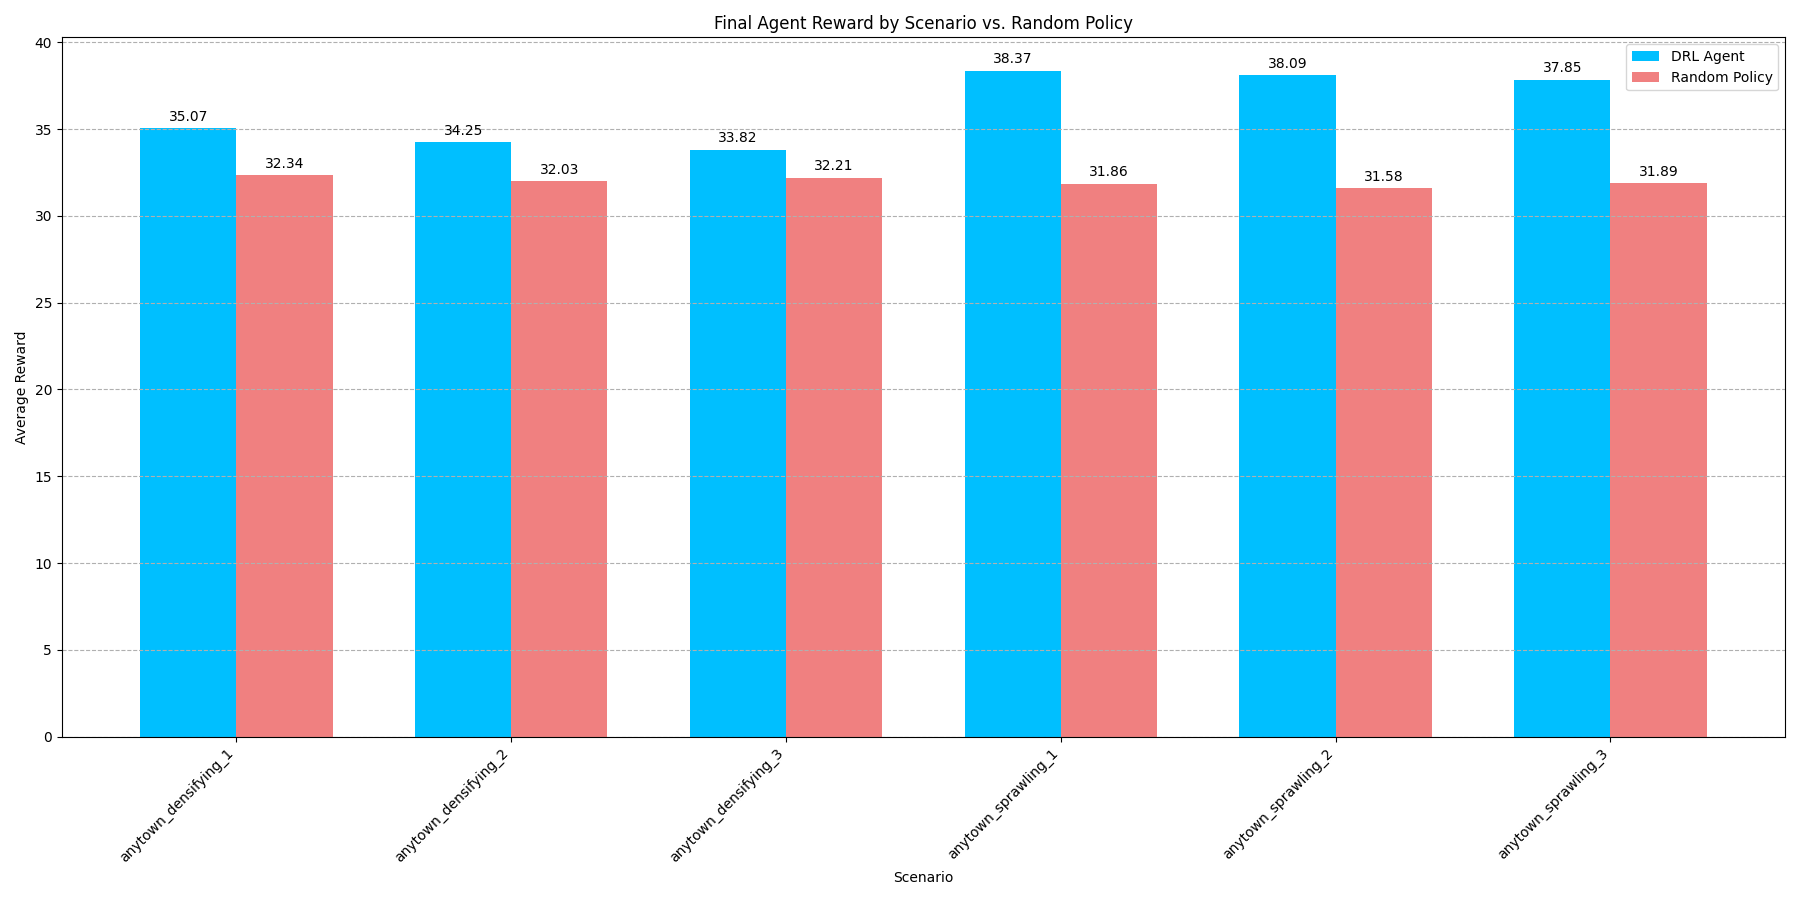 Final Agent Reward by Scenario vs. Random Policy
DRL Agent
Random Policy
40
35
30
25
20
15
10
5
0
Average Reward
35.07
32.34
34.25
32.03
33.82
32.21
38.37
31.86
38.09
31.58
37.85
31.89
anytown_densifying_1
anytown_densifying_2
anytown_densifying_3
anytown_sprawling_1
anytown_sprawling_2
anytown_sprawling_3
Scenario